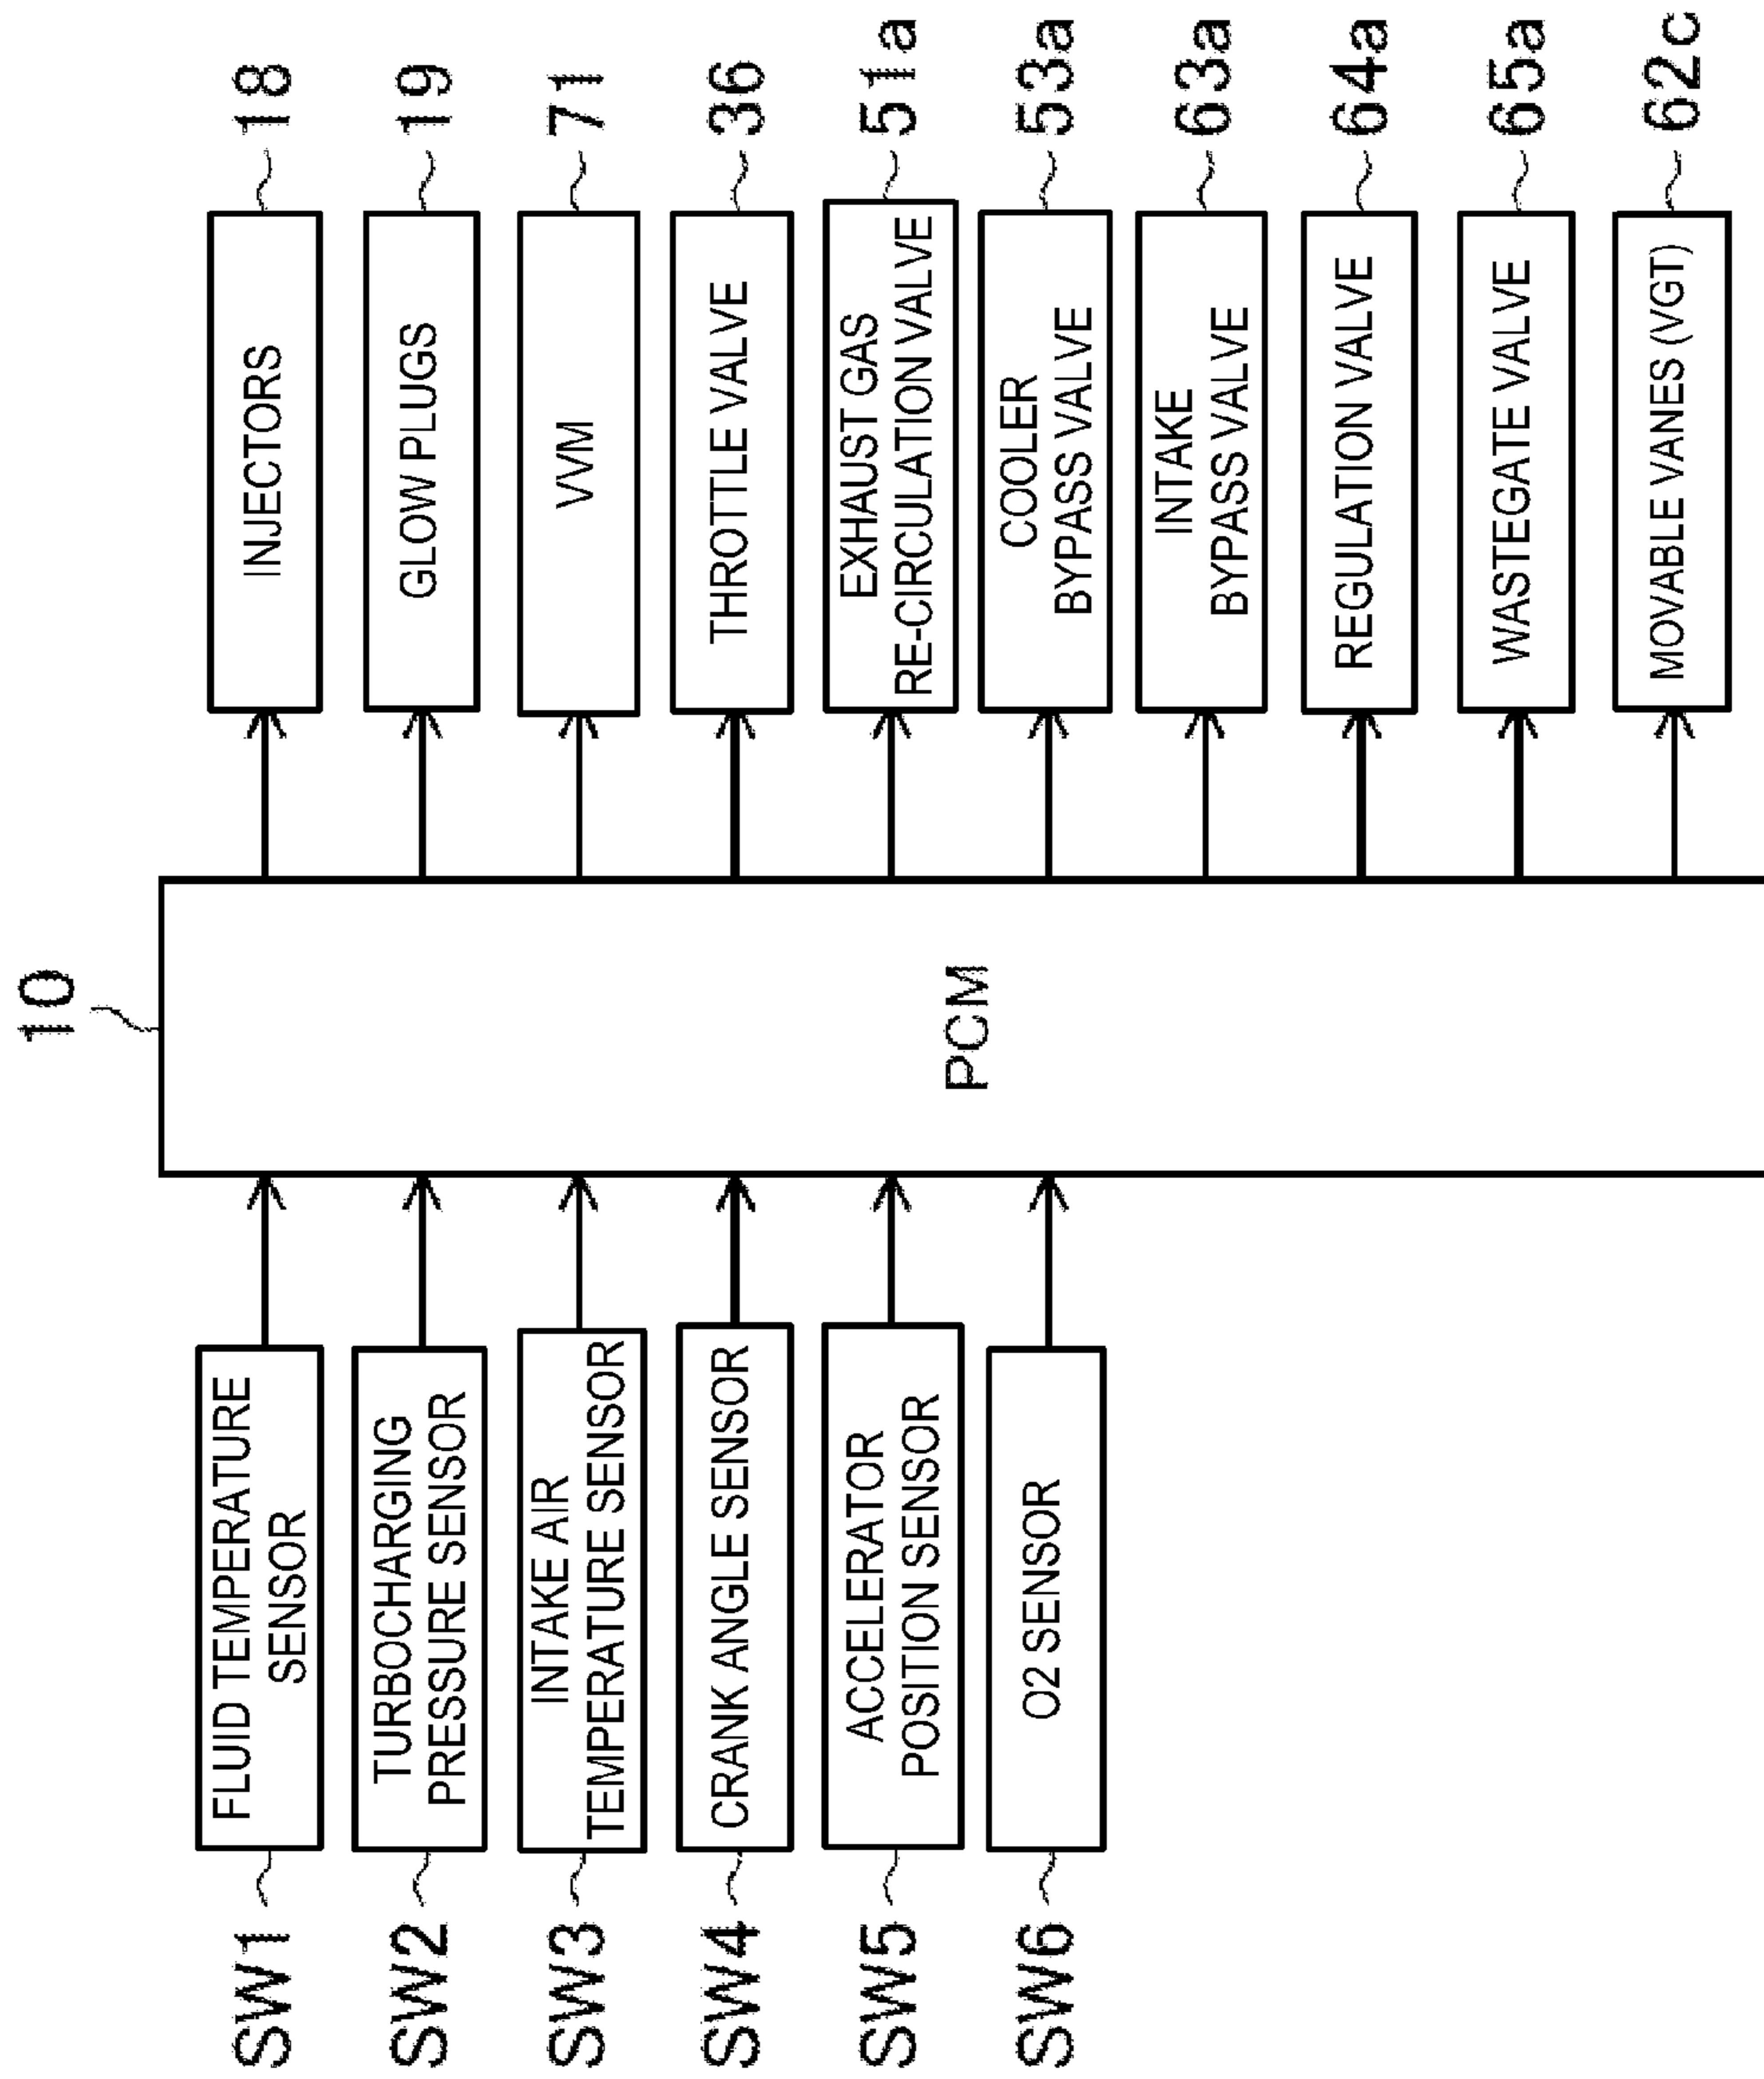 10
SW1
FLUID TEMPERATURE
SENSOR
SW2
TURBOCHARGING
PRESSURE SENSOR
SW3
INTAKE AIR
TEMPERATURE SENSOR
SW4
CRANK ANGLE SENSOR
SW5
ACCELERATOR
POSITION SENSOR
SW6
O2 SENSOR
PCM
INJECTORS
18
GLOW PLUGS
19
VVM
71
THROTTLE VALVE
36
EXHAUST GAS
RE-CIRCULATION VALVE
51a
COOLER
BYPASS VALVE
53a
INTAKE
BYPASS VALVE
63a
REGULATION VALVE
64a
WASTEGATE VALVE
65a
MOVABLE VANES (VGT)
62c